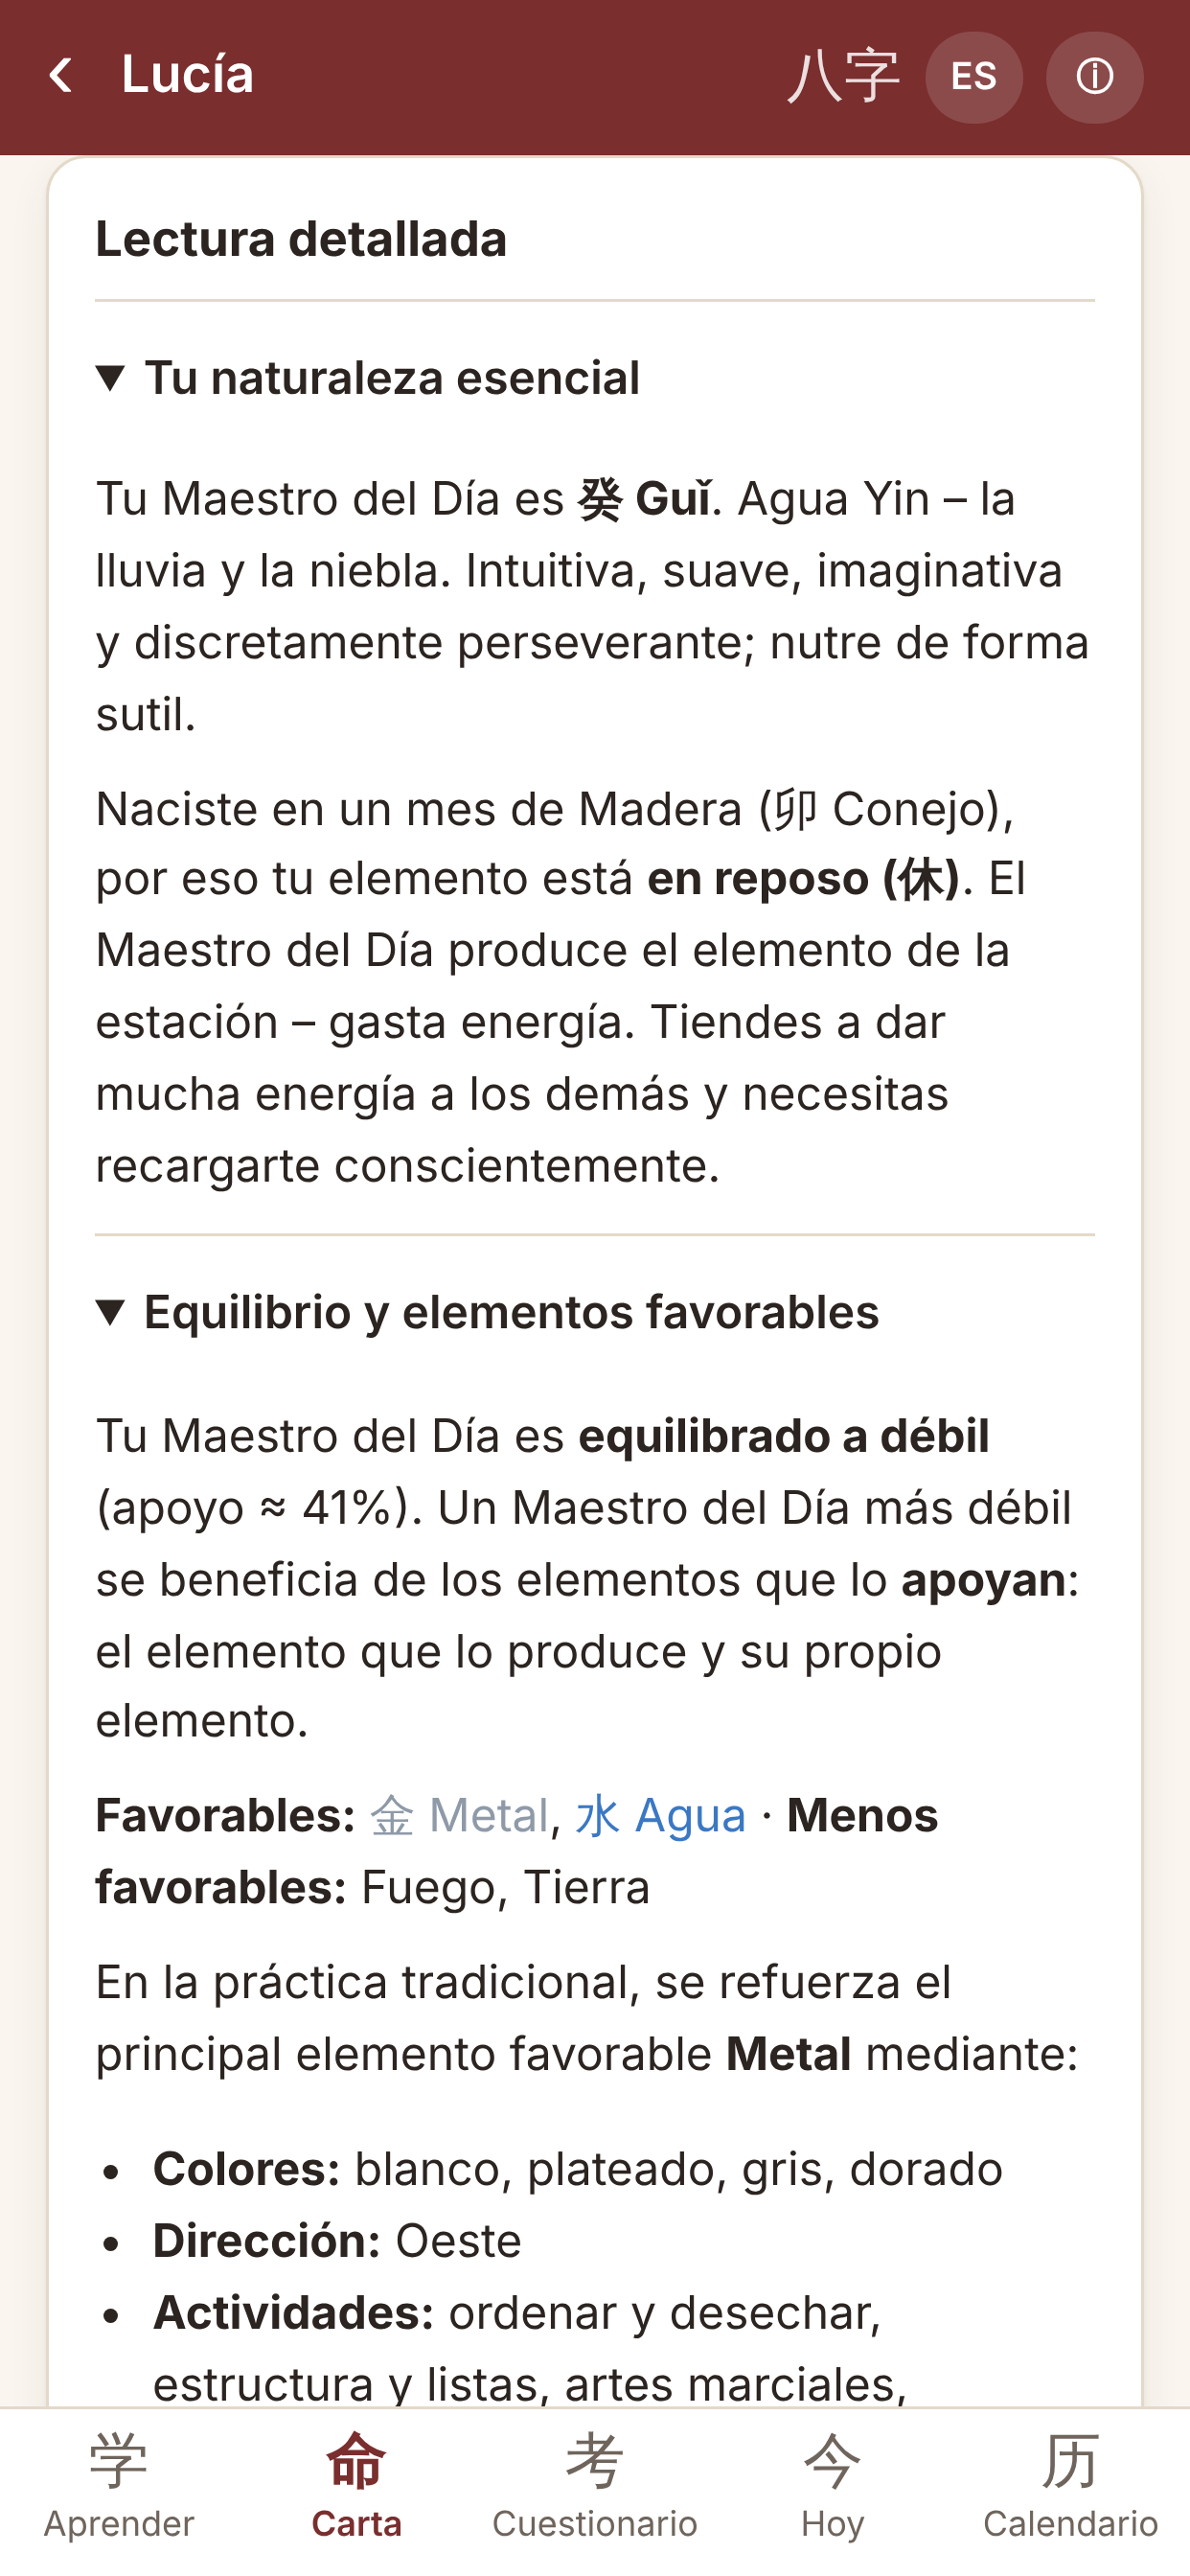 Lucía
八字
ES
Lectura detallada
▼ Tu naturaleza esencial
Tu Maestro del Día es 癸 Guǐ. Agua Yin – la
lluvia y la niebla. Intuitiva, suave, imaginativa
y discretamente perseverante; nutre de forma
sutil.
Naciste en un mes de Madera (卯 Conejo),
por eso tu elemento está en reposo (休). El
Maestro del Día produce el elemento de la
estación – gasta energía. Tiendes a dar
mucha energía a los demás y necesitas
recargarte conscientemente.
▼ Equilibrio y elementos favorables
Tu Maestro del Día es equilibrado a débil
(apoyo ≈ 41%). Un Maestro del Día más débil
se beneficia de los elementos que lo apoyan:
el elemento que lo produce y su propio
elemento.
Favorables: 金 Metal, 水 Agua · Menos
favorables: Fuego, Tierra
En la práctica tradicional, se refuerza el
principal elemento favorable Metal mediante:
• Colores: blanco, plateado, gris, dorado
• Dirección: Oeste
• Actividades: ordenar y desechar,
estructura y listas, artes marciales,
学 命 考 今 历
Aprender Carta Cuestionario Hoy Calendario